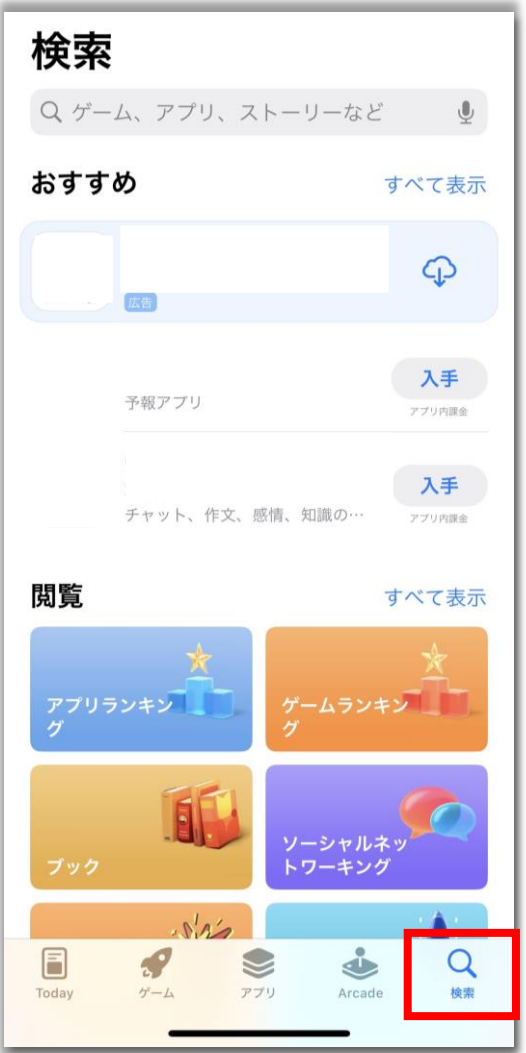 検索
ゲーム、アプリ、ストーリーなど
おすすめ
すべて表示
広告
入手
予報アプリ
アプリ内課金
入手
チャット、作文、感情、知識の…
アプリ内課金
閲覧
すべて表示
アプリランキン
グ
ゲームランキン
グ
ブック
ソーシャルネッ
トワーキング
Today
ゲーム
アプリ
Arcade
検索